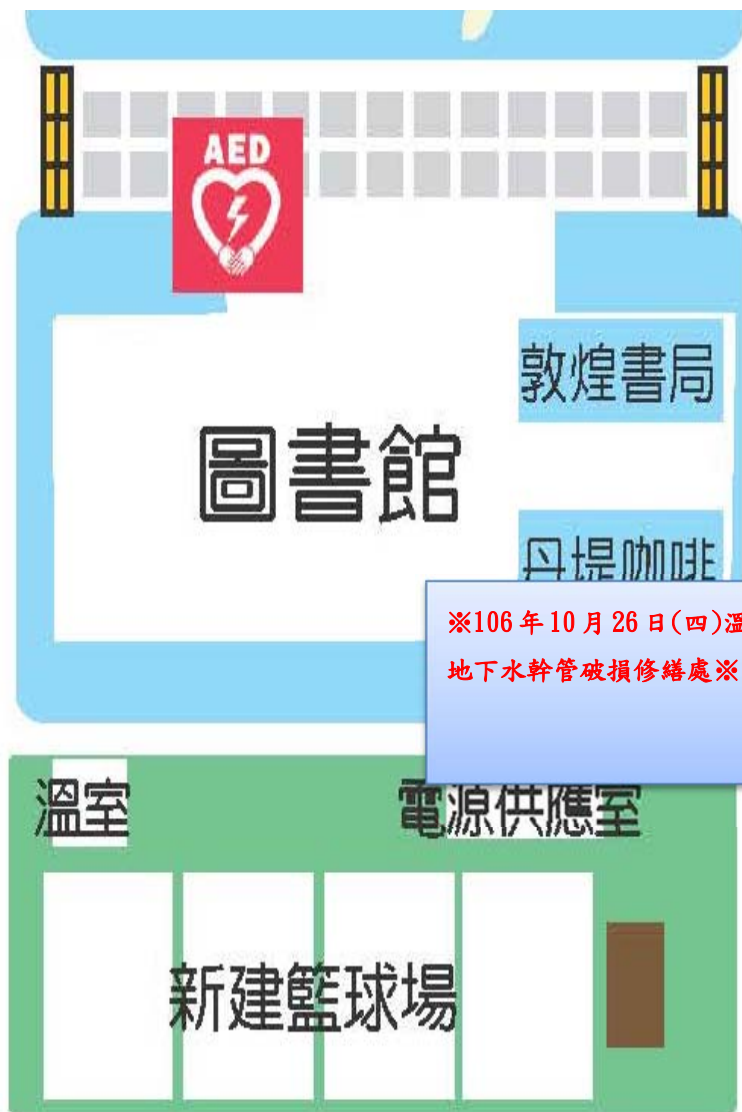 AED
敦煌書局
圖書館
丹堤咖啡
※106年10月26日(四)溫
地下水幹管破損修繕處※
溫室
電源供應室
新建籃球場